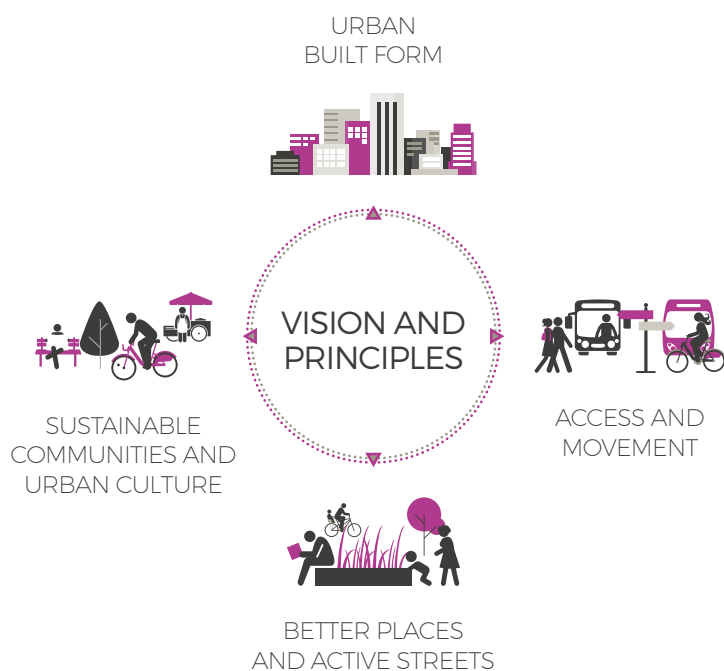 URBAN
BUILT FORM
VISION AND
PRINCIPLES
SUSTAINABLE
COMMUNITIES AND
URBAN CULTURE
ACCESS AND
MOVEMENT
BETTER PLACES
AND ACTIVE STREETS